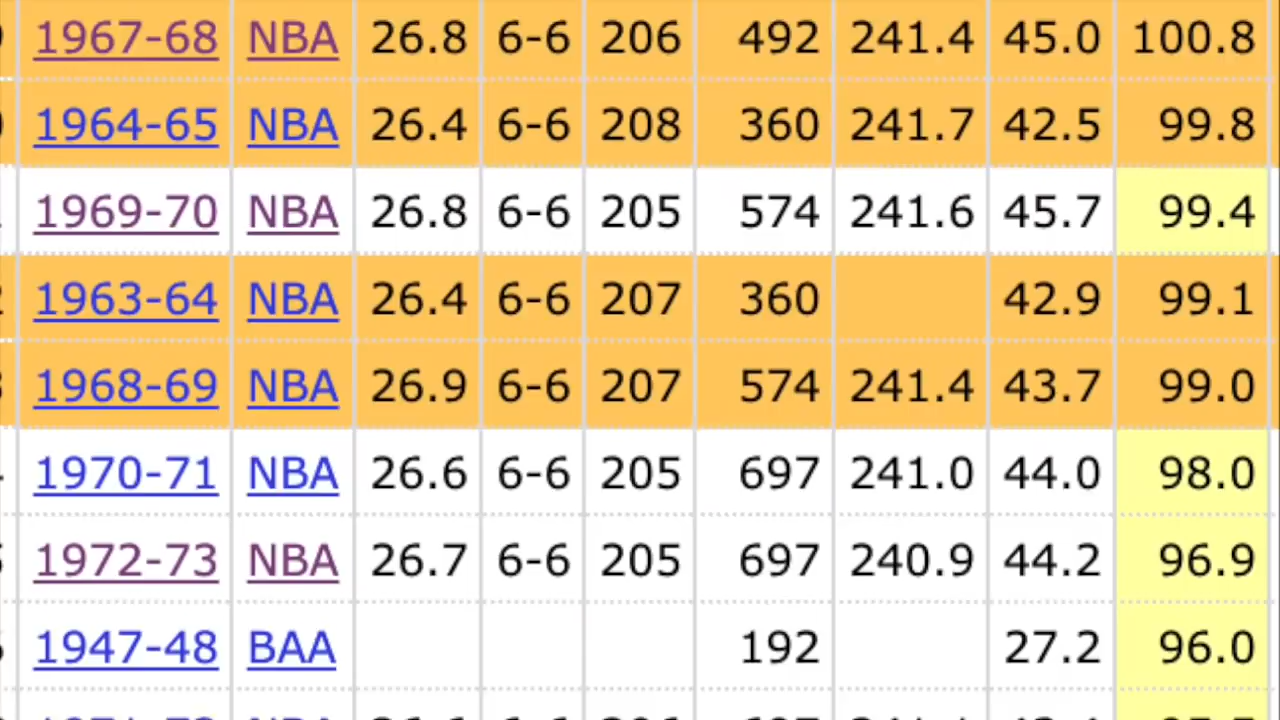 1967-68 NBA 26.8 6-6 206 492 241.4 45.0 100.8
1964-65 NBA 26.4 6-6 208 360 241.7 42.5 99.8
1969-70 NBA 26.8 6-6 205 574 241.6 45.7 99.4
1963-64 NBA 26.4 6-6 207 360 42.9 99.1
1968-69 NBA 26.9 6-6 207 574 241.4 43.7 99.0
1970-71 NBA 26.6 6-6 205 697 241.0 44.0 98.0
1972-73 NBA 26.7 6-6 205 697 240.9 44.2 96.9
1947-48 BAA 192 27.2 96.0